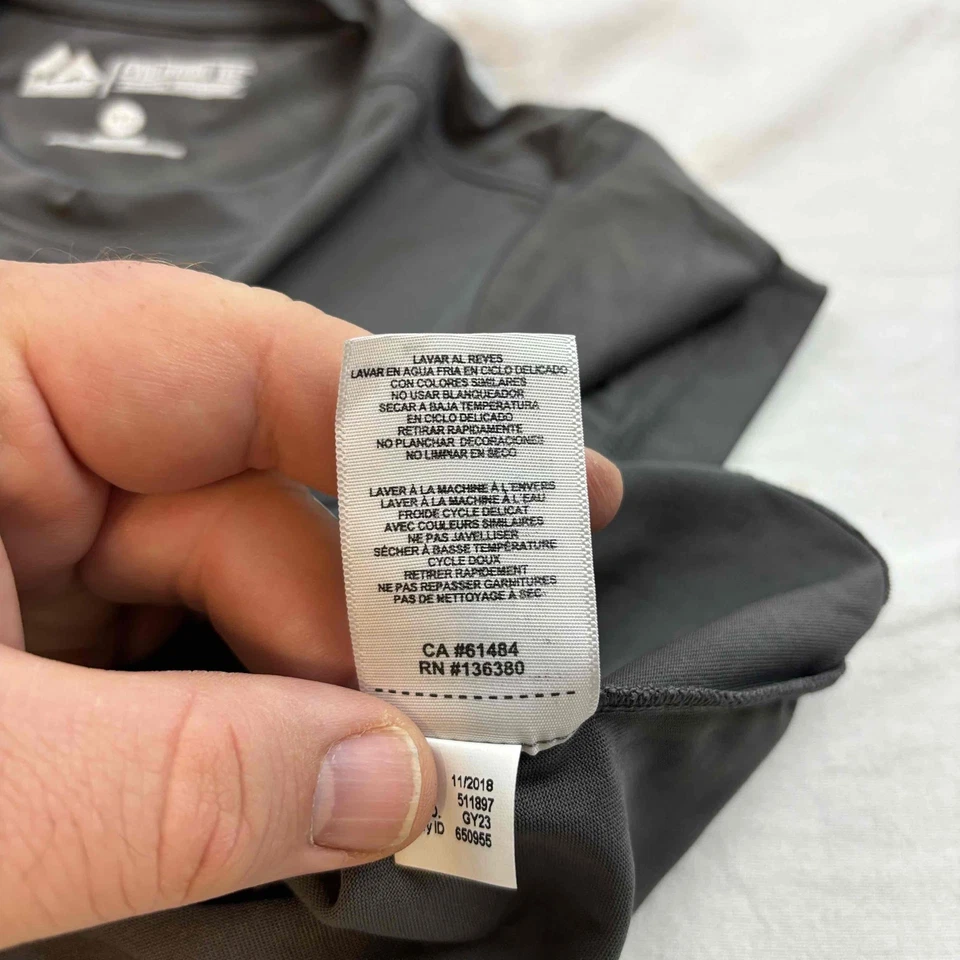 LAVAR AL REVES
LAVAR EN AGUA FRIA EN CICLO DELICADO
CON COLORES SIMILARES
NO USAR BLANQUEADOR
SECAR A BAJA TEMPERATURA
EN CICLO DELICADO
RETIRAR RAPIDAMENTE
NO PLANCHAR DECORACIONES
NO LIMPIAR EN SECO
LAVER À LA MACHINE À L'ENVERS
LAVER À LA MACHINE À L'EAU
FROIDE CYCLE DELICAT
AVEC COULEURS SIMILAIRES
NE PAS JAVELLISER
SÉCHER À BASSE TEMPÉRATURE
CYCLE DOUX
RETIRER RAPIDEMENT
NE PAS REPASSER GARNITURES
PAS DE NETTOYAGE À SEC
CA #61484
RN #136380
11/2018
511897
GY23
ID 650955